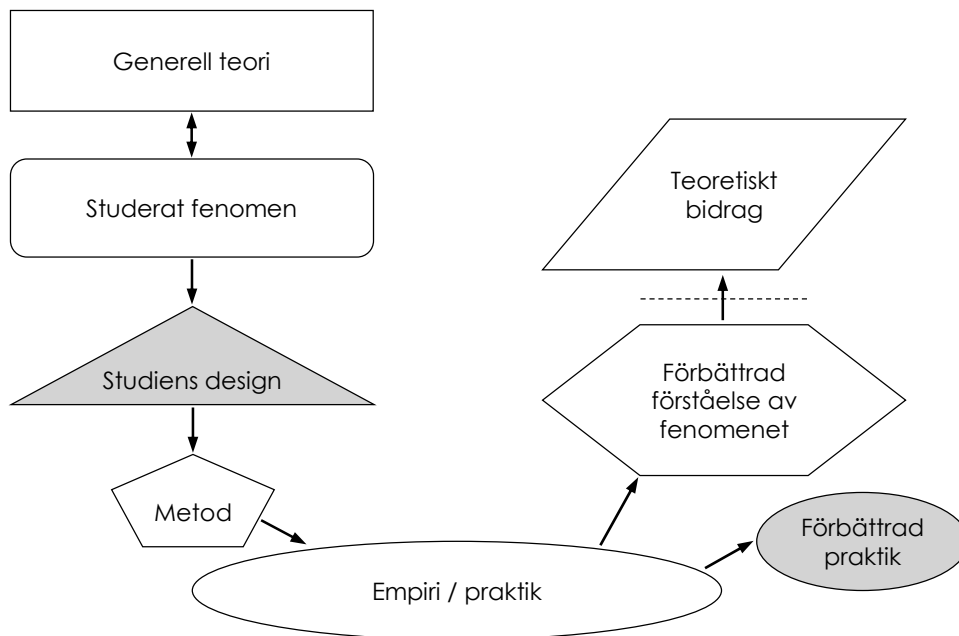 Generell teori
Studerat fenomen
Studiens design
Metod
Empiri / praktik
Teoretiskt
bidrag
Förbättrad
förståelse av
fenomenet
Förbättrad
praktik